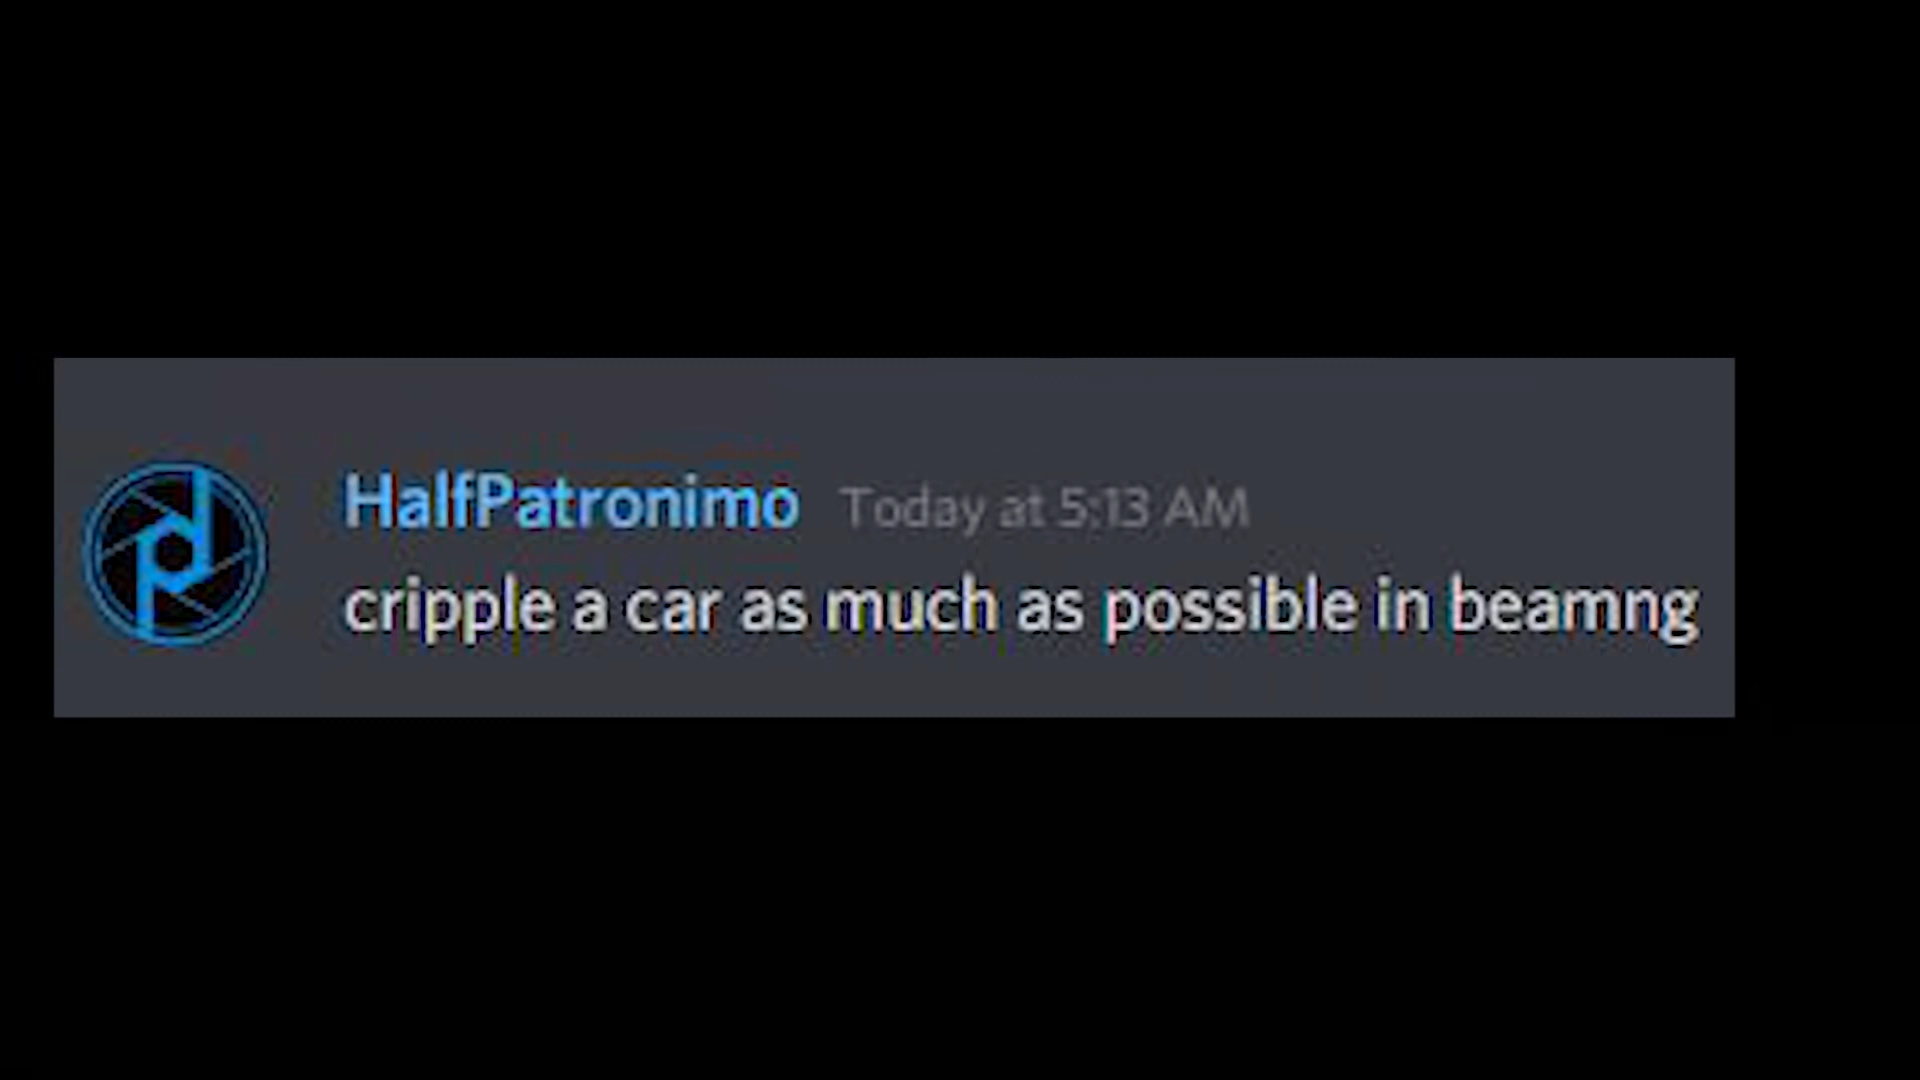 HalfPatronimo Today at 5:13 AM
cripple a car as much as possible in beamng